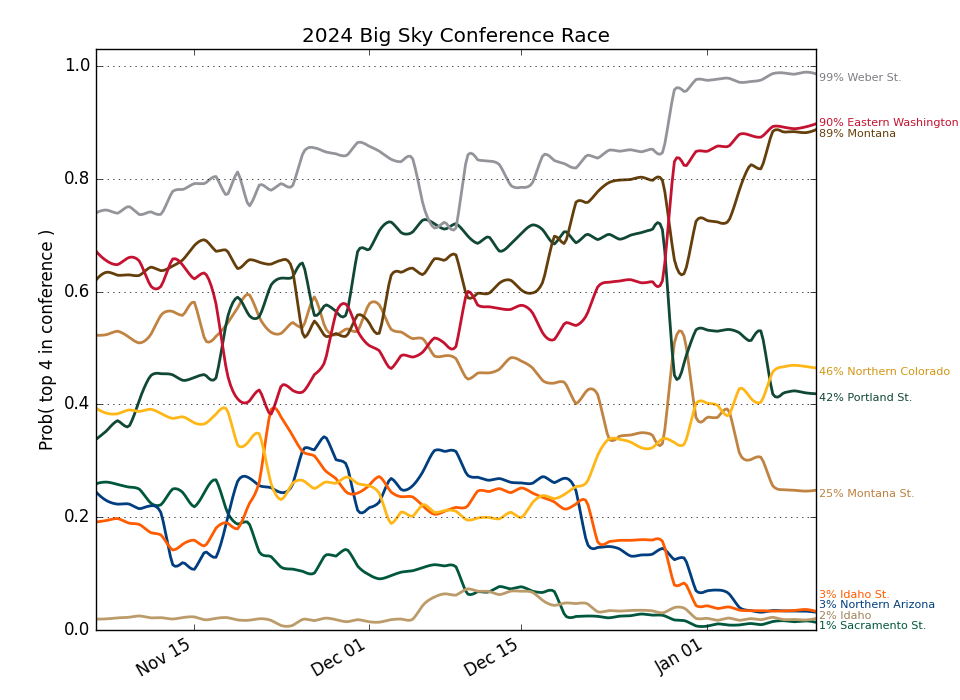 2024 Big Sky Conference Race
Prob( top 4 in conference )
1.0
0.8
0.6
0.4
0.2
0.0
Nov 15
Dec 01
Dec 15
Jan 01
99% Weber St.
90% Eastern Washington
89% Montana
46% Northern Colorado
42% Portland St.
25% Montana St.
3% Idaho St.
3% Northern Arizona
2% Idaho
1% Sacramento St.